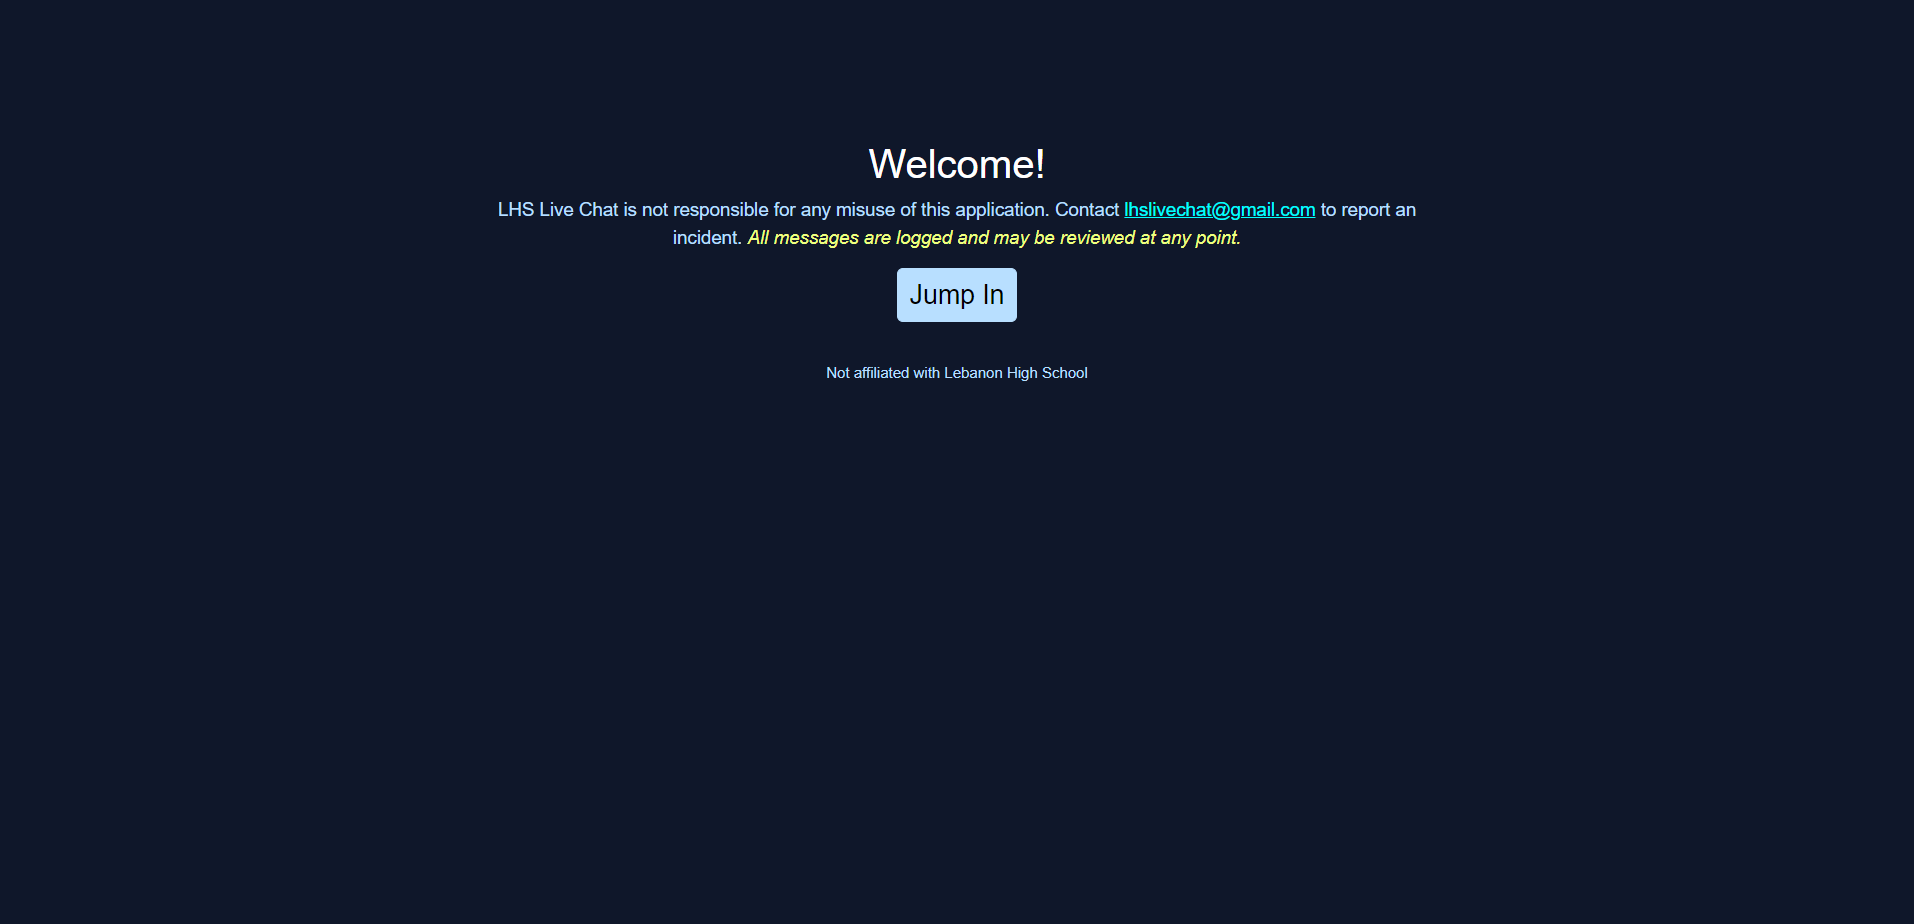 Welcome!
LHS Live Chat is not responsible for any misuse of this application. Contact lhslivechat@gmail.com to report an
incident. All messages are logged and may be reviewed at any point.
Jump In
Not affiliated with Lebanon High School